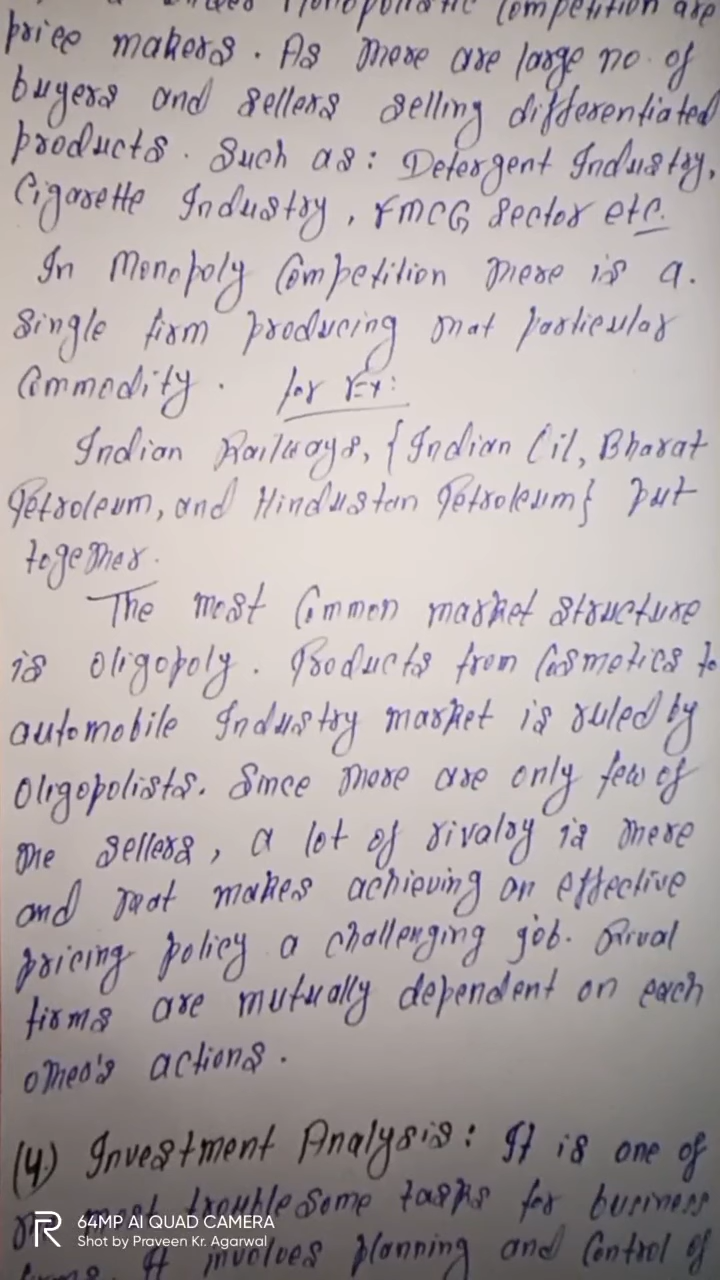 Monopolistic Competition are
price makers. As there are large no. of
buyers and sellers selling differentiated
products. Such as: Detergent Industry,
Cigarette Industry, FMCG Sector etc.
In Monopoly Competition there is a.
single firm producing that particular
Commodity. for Ex:
Indian Railways, {Indian Oil, Bharat
Petroleum, and Hindustan Petroleum} put
together.
The most Common market structure
is Oligopoly. Products from Cosmetics to
automobile Industry market is ruled by
Oligopolists. Since there are only few of
the sellers, a lot of rivalry is there
and that makes achieving an effective
pricing policy a challenging job. Rival
firms are mutually dependent on each
other's actions.
(4) Investment Analysis: It is one of
most troublesome tasks for business
It involves planning and Control of
64MP AI QUAD CAMERA
Shot by Praveen Kr. Agarwal